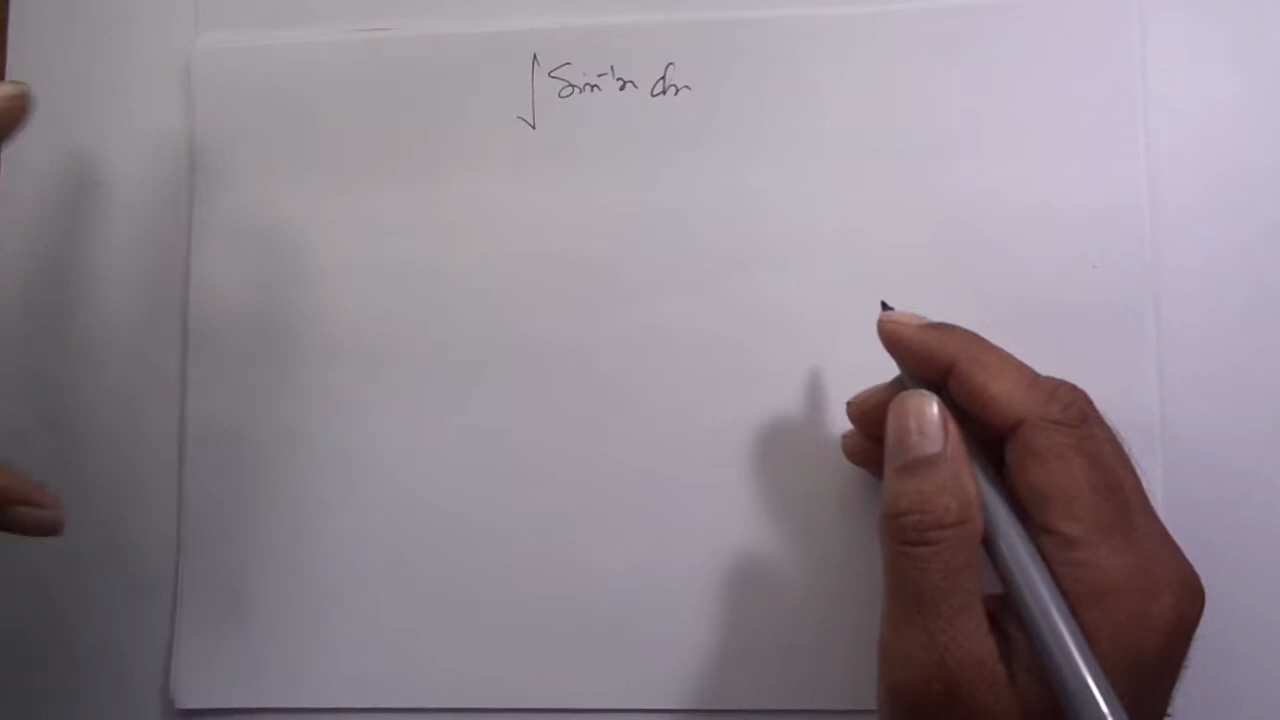 ∫ Sin⁻¹x dx